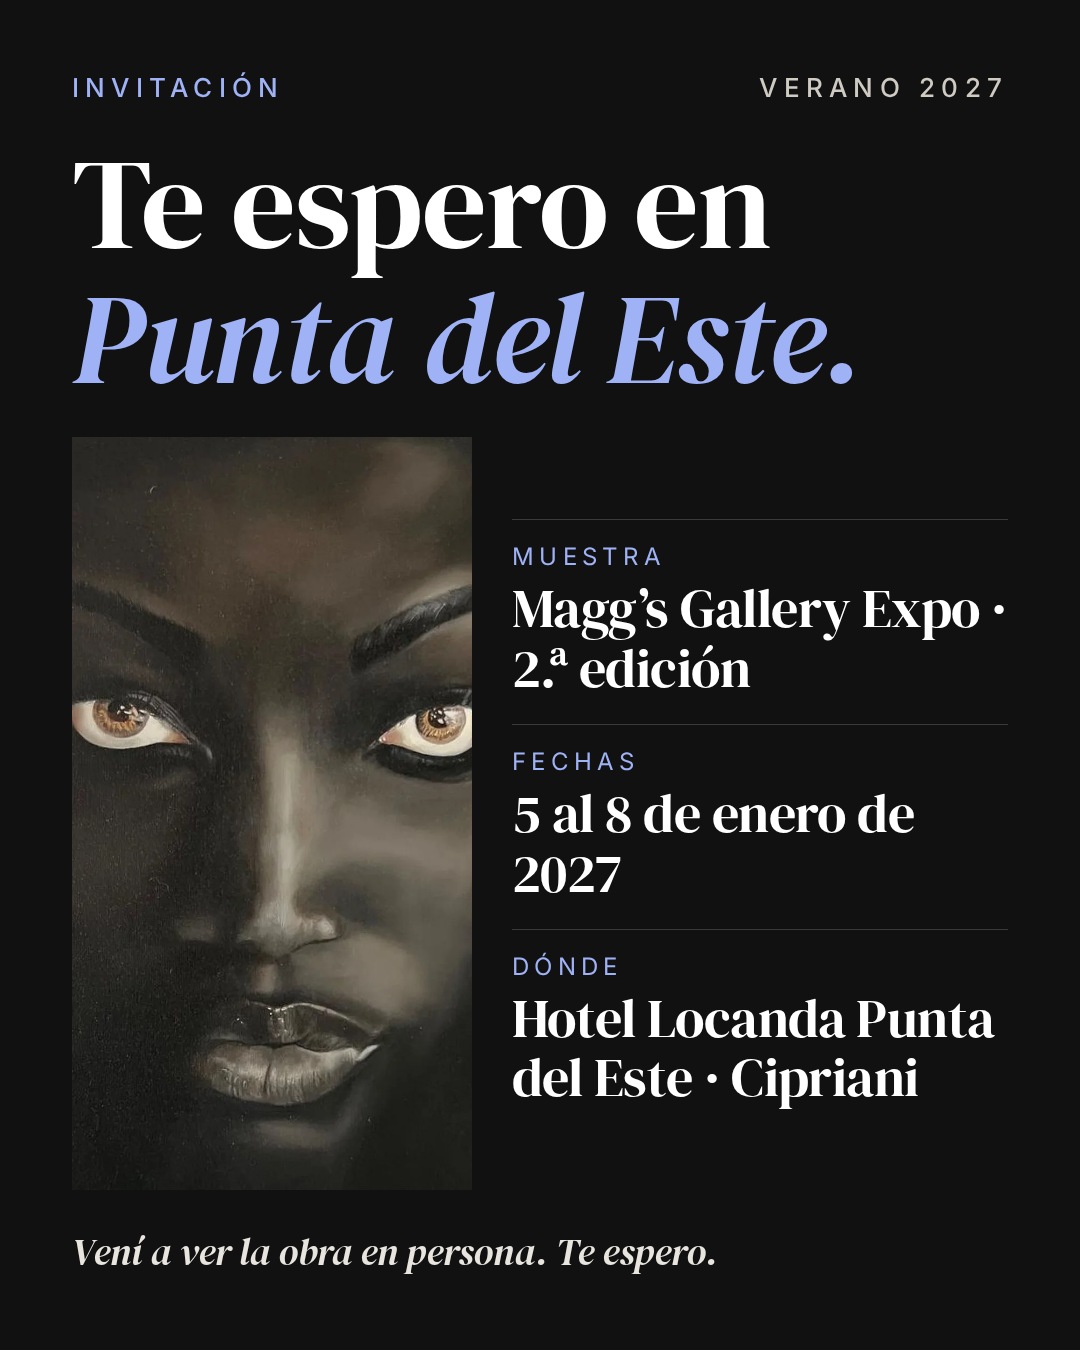 INVITACIÓN
VERANO 2027
Te espero en
Punta del Este.
MUESTRA
Magg’s Gallery Expo ·
2.ª edición
FECHAS
5 al 8 de enero de
2027
DÓNDE
Hotel Locanda Punta
del Este · Cipriani
Vení a ver la obra en persona. Te espero.